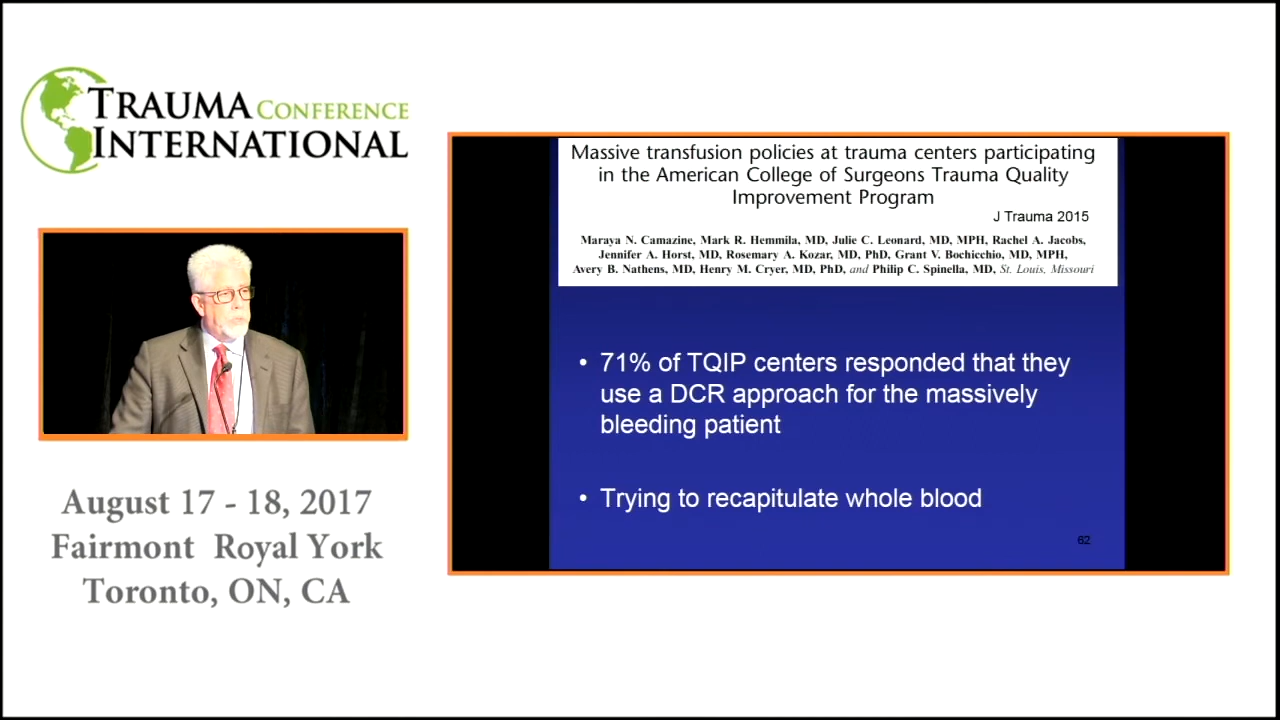 TRAUMA CONFERENCE
INTERNATIONAL
August 17 - 18, 2017
Fairmont Royal York
Toronto, ON, CA
Massive transfusion policies at trauma centers participating
in the American College of Surgeons Trauma Quality
Improvement Program
J Trauma 2015
Maraya N. Camazine, Mark R. Hemmila, MD, Julie C. Leonard, MD, MPH, Rachel A. Jacobs,
Jennifer A. Horst, MD, Rosemary A. Kozar, MD, PhD, Grant V. Bochicchio, MD, MPH,
Avery B. Nathens, MD, Henry M. Cryer, MD, PhD, and Philip C. Spinella, MD, St. Louis, Missouri
• 71% of TQIP centers responded that they
use a DCR approach for the massively
bleeding patient
• Trying to recapitulate whole blood
62